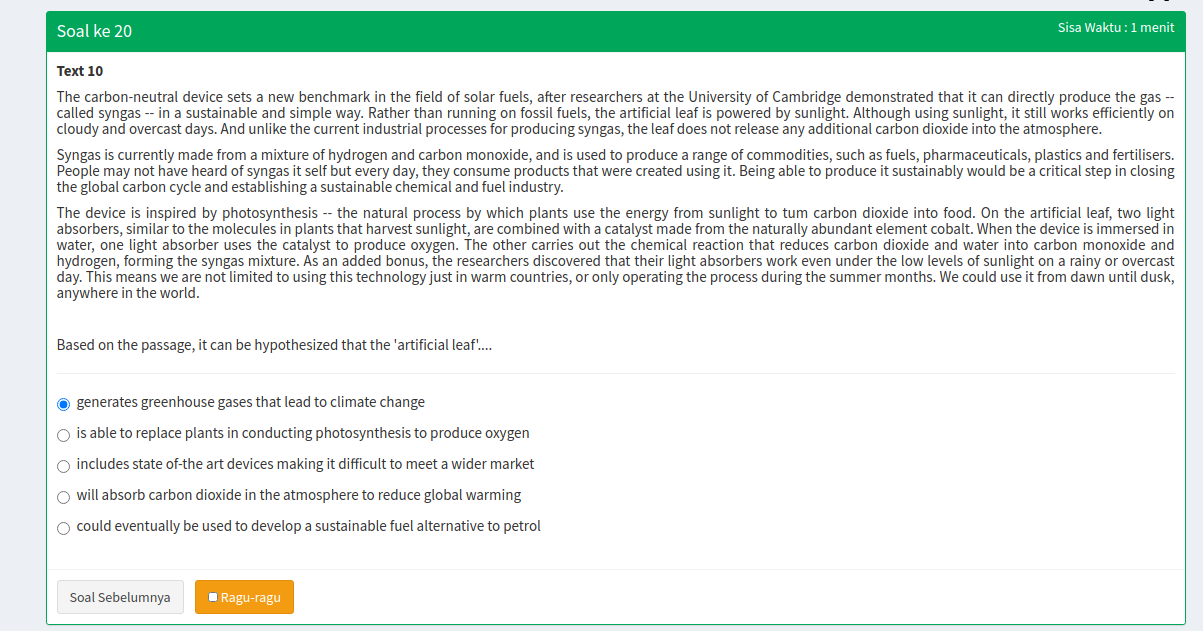 Soal ke 20
Sisa Waktu : 1 menit
Text 10
The carbon-neutral device sets a new benchmark in the field of solar fuels, after researchers at the University of Cambridge demonstrated that it can directly produce the gas --
called syngas -- in a sustainable and simple way. Rather than running on fossil fuels, the artificial leaf is powered by sunlight. Although using sunlight, it still works efficiently on
cloudy and overcast days. And unlike the current industrial processes for producing syngas, the leaf does not release any additional carbon dioxide into the atmosphere.
Syngas is currently made from a mixture of hydrogen and carbon monoxide, and is used to produce a range of commodities, such as fuels, pharmaceuticals, plastics and fertilisers.
People may not have heard of syngas it self but every day, they consume products that were created using it. Being able to produce it sustainably would be a critical step in closing
the global carbon cycle and establishing a sustainable chemical and fuel industry.
The device is inspired by photosynthesis -- the natural process by which plants use the energy from sunlight to tum carbon dioxide into food. On the artificial leaf, two light
absorbers, similar to the molecules in plants that harvest sunlight, are combined with a catalyst made from the naturally abundant element cobalt. When the device is immersed in
water, one light absorber uses the catalyst to produce oxygen. The other carries out the chemical reaction that reduces carbon dioxide and water into carbon monoxide and
hydrogen, forming the syngas mixture. As an added bonus, the researchers discovered that their light absorbers work even under the low levels of sunlight on a rainy or overcast
day. This means we are not limited to using this technology just in warm countries, or only operating the process during the summer months. We could use it from dawn until dusk,
anywhere in the world.
Based on the passage, it can be hypothesized that the 'artificial leaf'....
generates greenhouse gases that lead to climate change
is able to replace plants in conducting photosynthesis to produce oxygen
includes state of-the art devices making it difficult to meet a wider market
will absorb carbon dioxide in the atmosphere to reduce global warming
could eventually be used to develop a sustainable fuel alternative to petrol
Soal Sebelumnya
Ragu-ragu